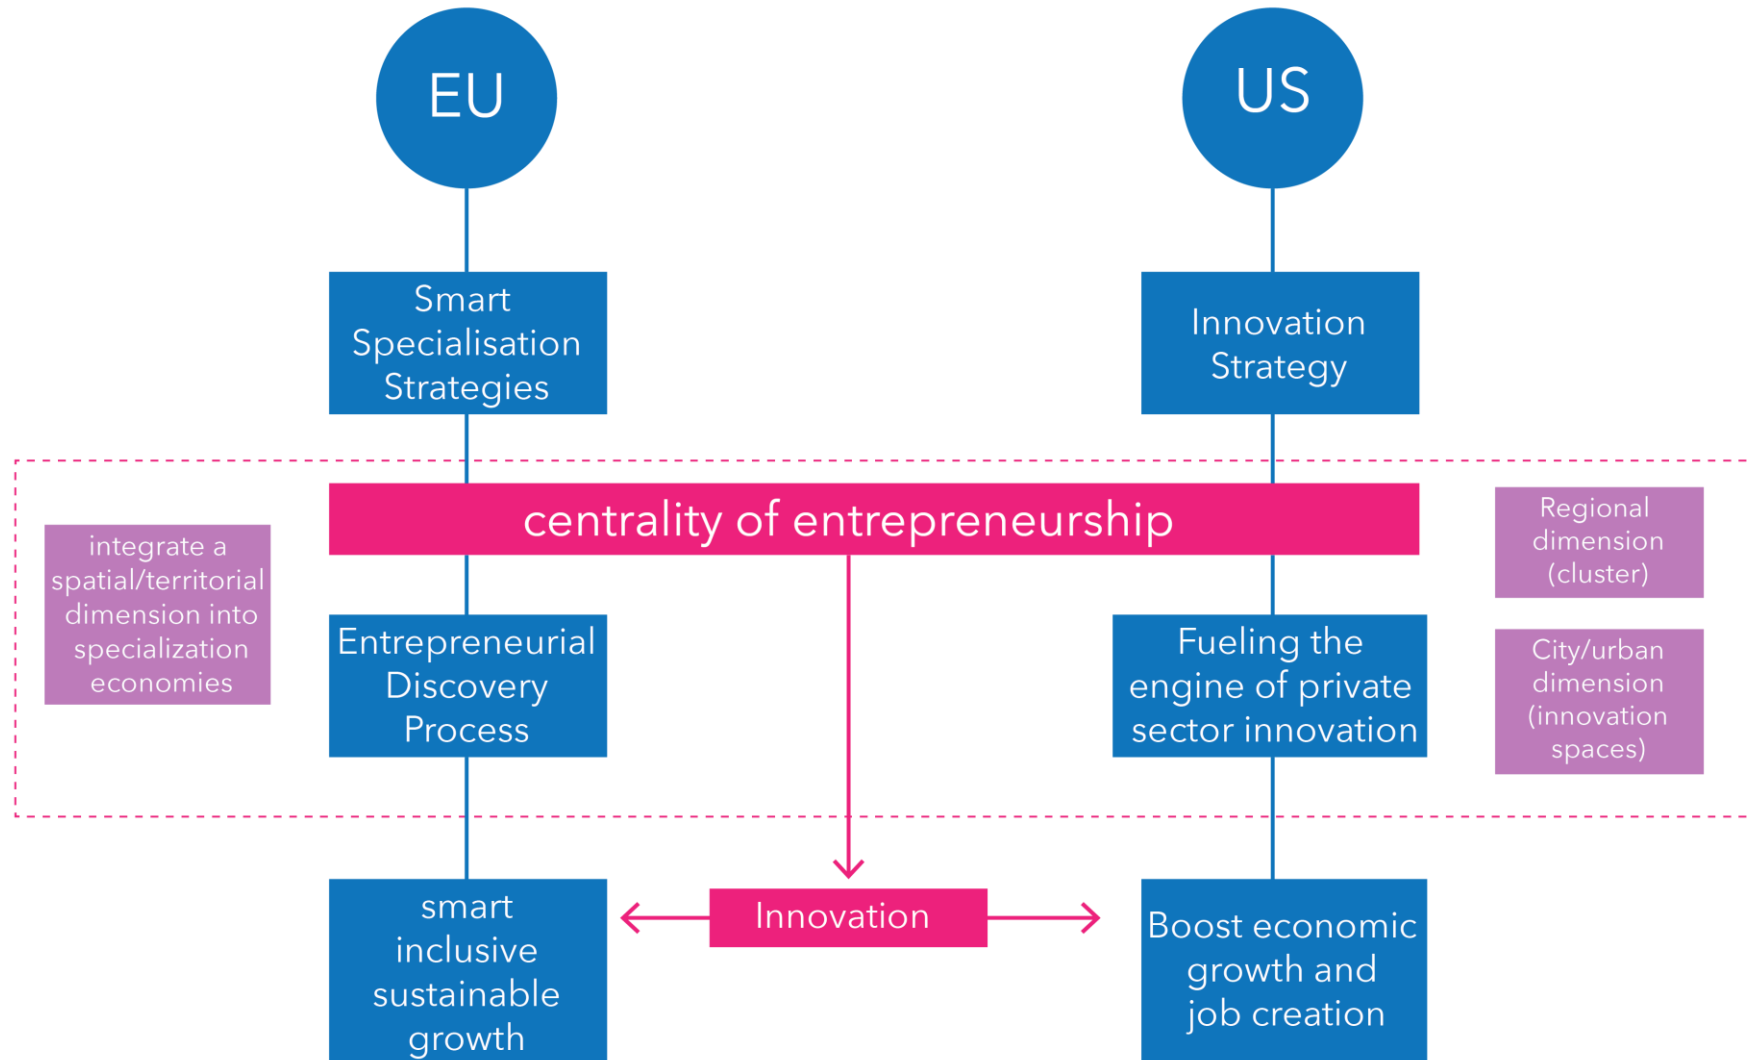 EU
US
Smart
Specialisation
Strategies
Innovation
Strategy
centrality of entrepreneurship
integrate a
spatial/territorial
dimension into
specialization
economies
Regional
dimension
(cluster)
Entrepreneurial
Discovery
Process
Fueling the
engine of private
sector innovation
City/urban
dimension
(innovation
spaces)
smart
inclusive
sustainable
growth
Innovation
Boost economic
growth and
job creation